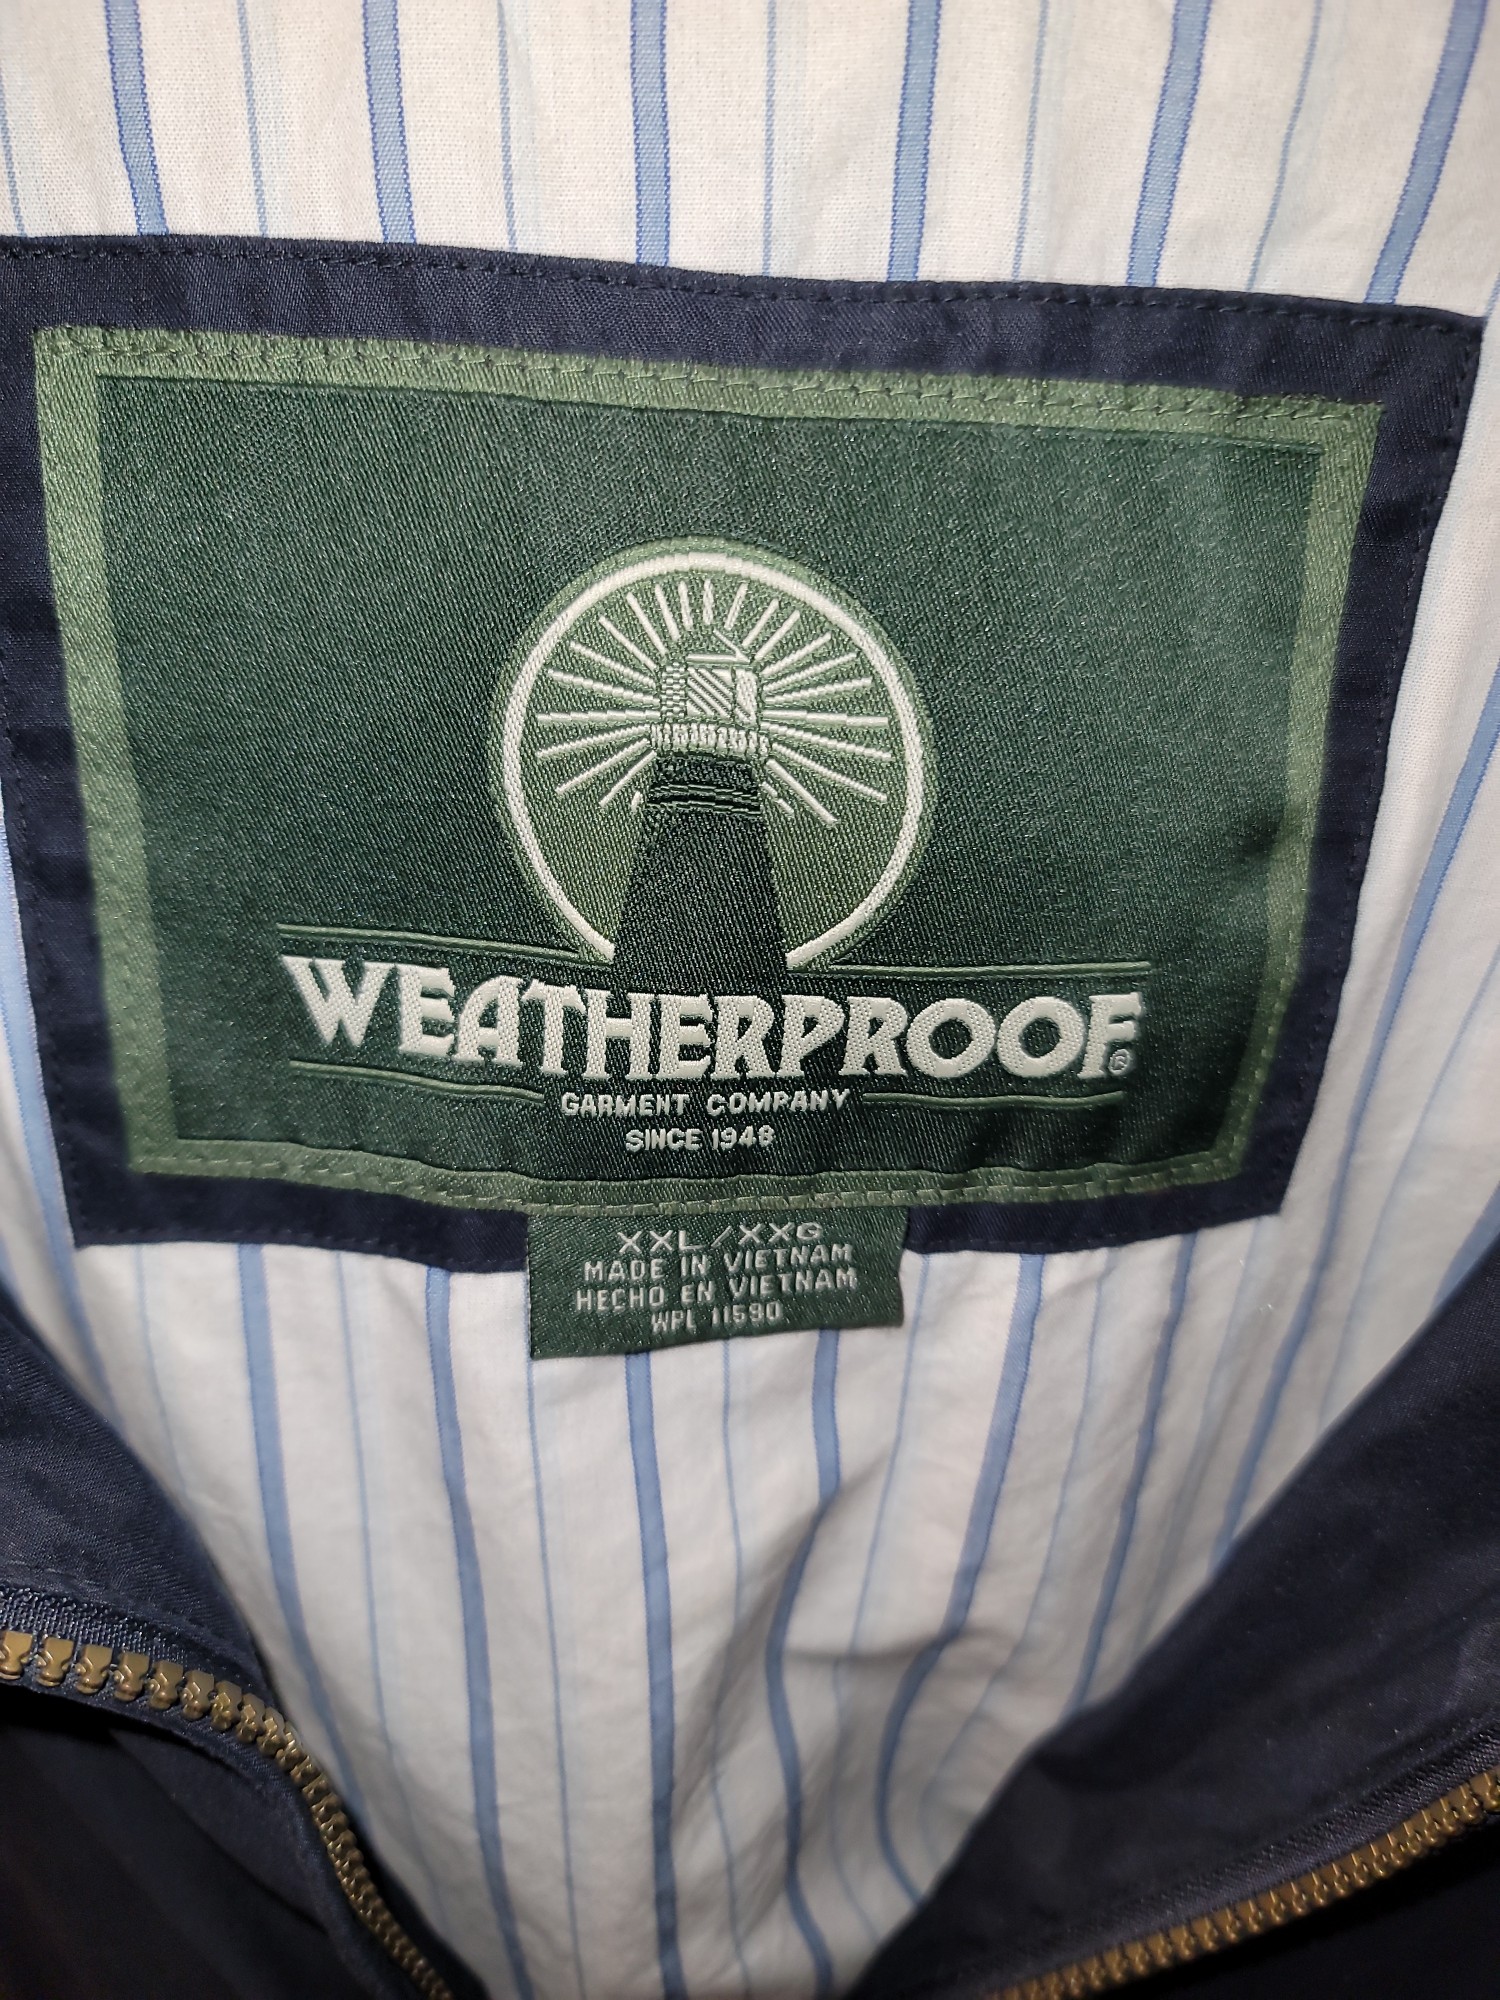 WEATHERPROOF®
GARMENT COMPANY
SINCE 1948
XXL/XXG
MADE IN VIETNAM
HECHO EN VIETNAM
WPL 11590